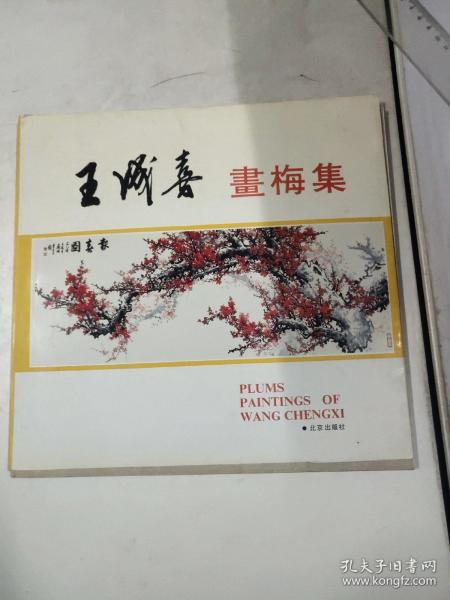 王成喜 畫梅集
報春圖
PLUMS
PAINTINGS OF
WANG CHENGXI
●北京出版社
孔夫子旧书网
www.kongfz.com